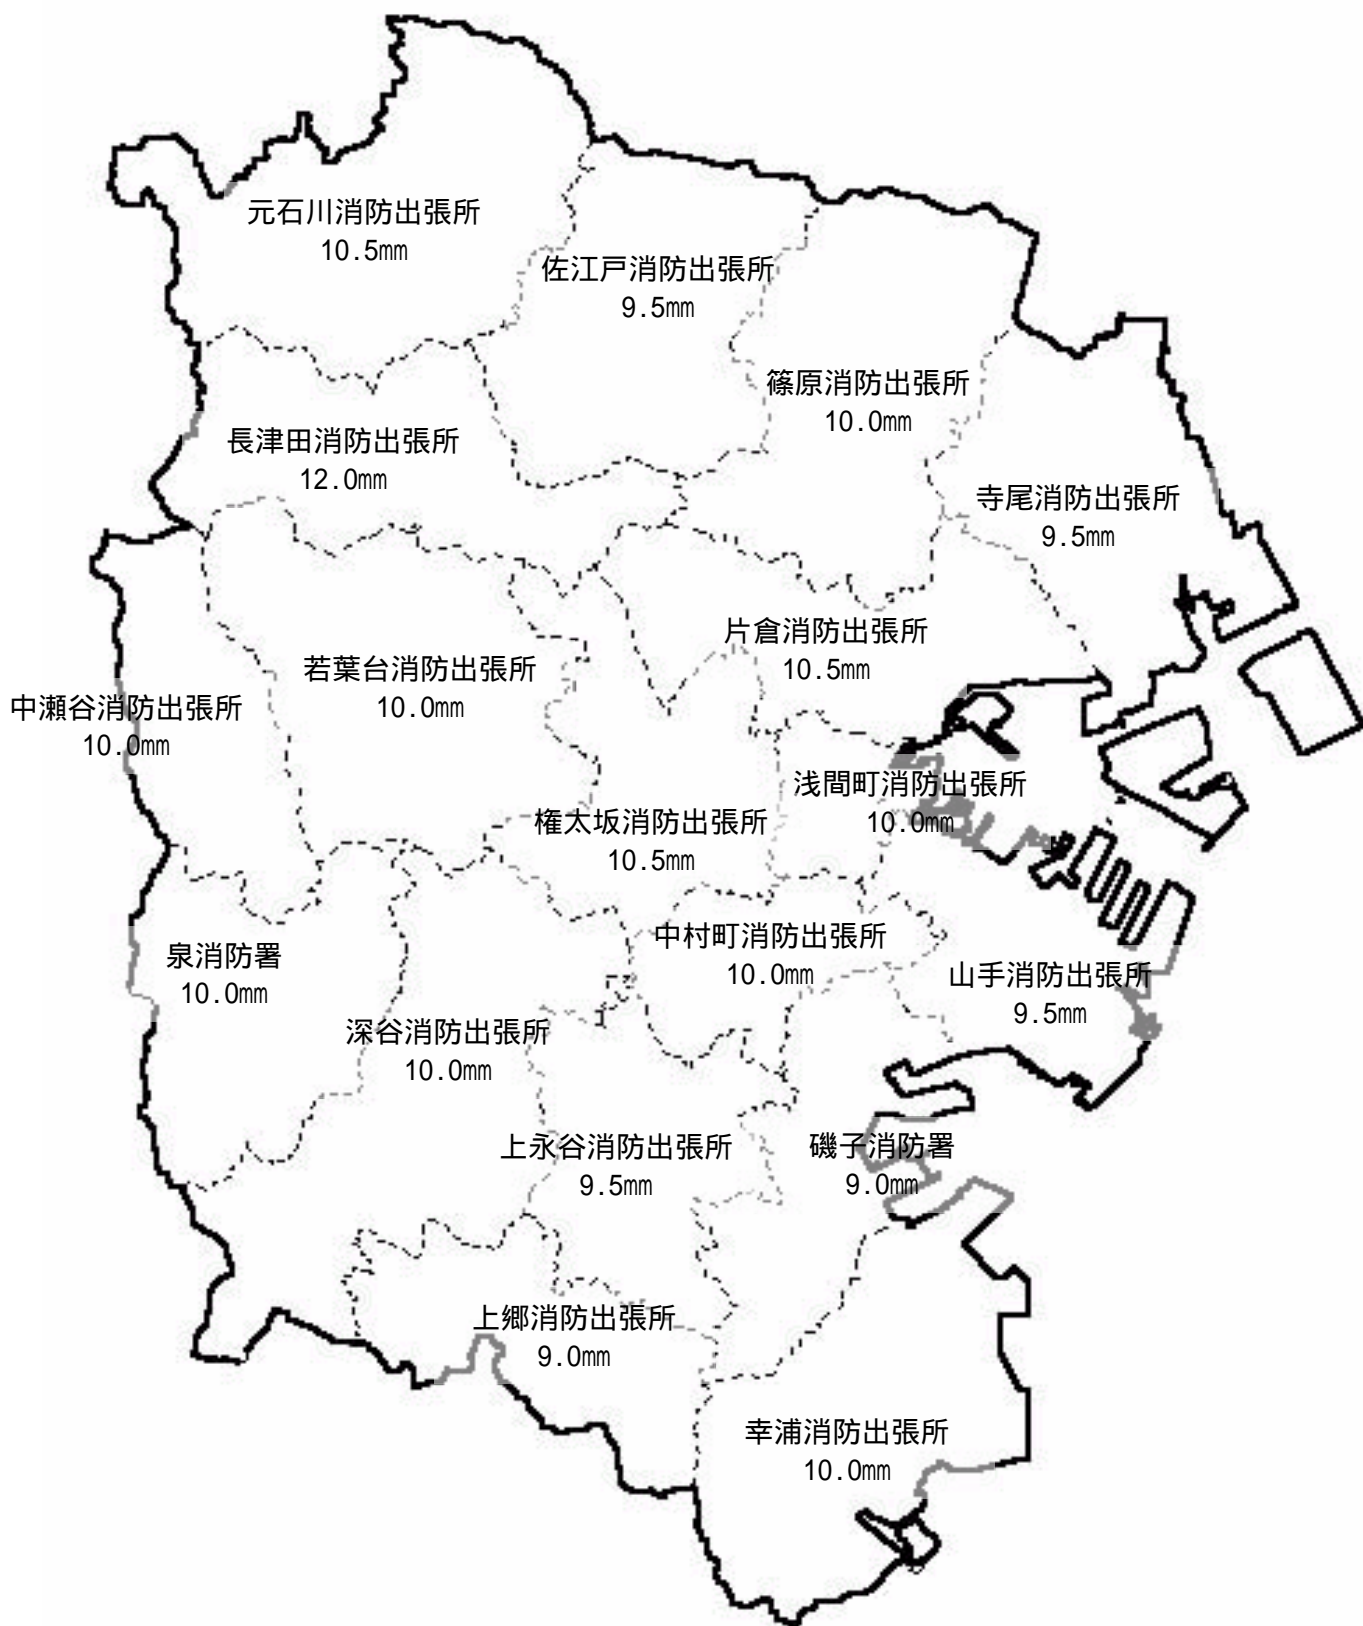 元石川消防出張所
10.5mm
佐江戸消防出張所
9.5mm
篠原消防出張所
10.0mm
長津田消防出張所
12.0mm
寺尾消防出張所
9.5mm
片倉消防出張所
10.5mm
若葉台消防出張所
10.0mm
中瀬谷消防出張所
10.0mm
浅間町消防出張所
10.0mm
権太坂消防出張所
10.5mm
中村町消防出張所
10.0mm
泉消防署
10.0mm
山手消防出張所
9.5mm
深谷消防出張所
10.0mm
上永谷消防出張所
9.5mm
磯子消防署
9.0mm
上郷消防出張所
9.0mm
幸浦消防出張所
10.0mm